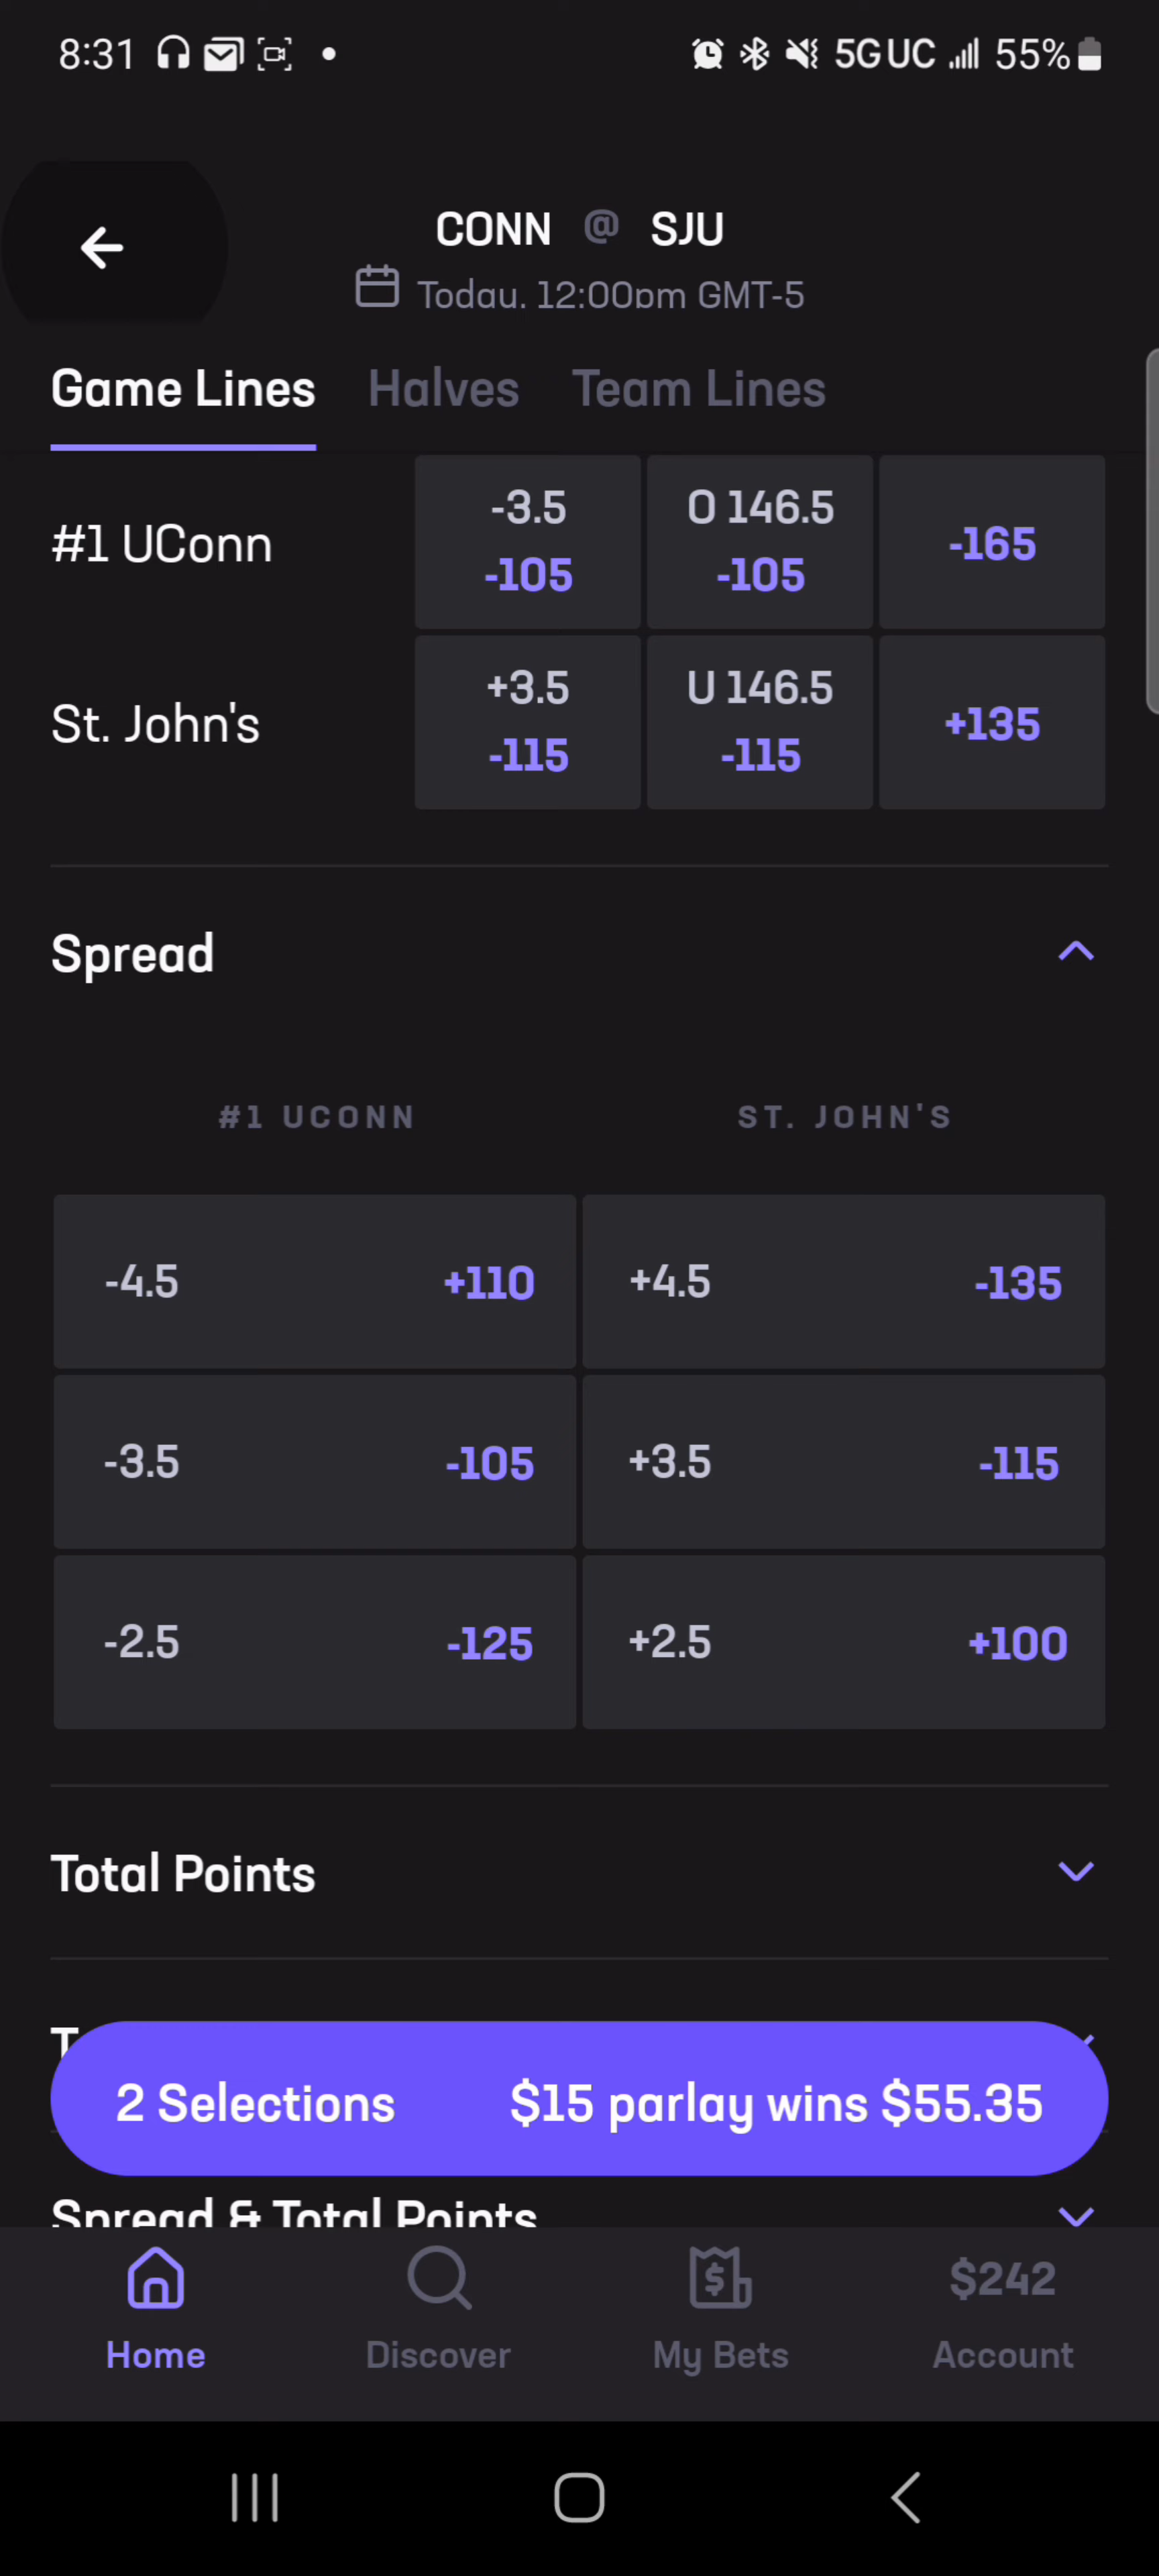 8:31 5G UC 55%
CONN @ SJU
Today, 12:00pm GMT-5
Game Lines Halves Team Lines
#1 UConn -3.5 -105 O 146.5 -105 -165
St. John's +3.5 -115 U 146.5 -115 +135
Spread
#1 UCONN ST. JOHN'S
-4.5 +110 +4.5 -135
-3.5 -105 +3.5 -115
-2.5 -125 +2.5 +100
Total Points
2 Selections $15 parlay wins $55.35
Spread & Total Points
$242
Home Discover My Bets Account